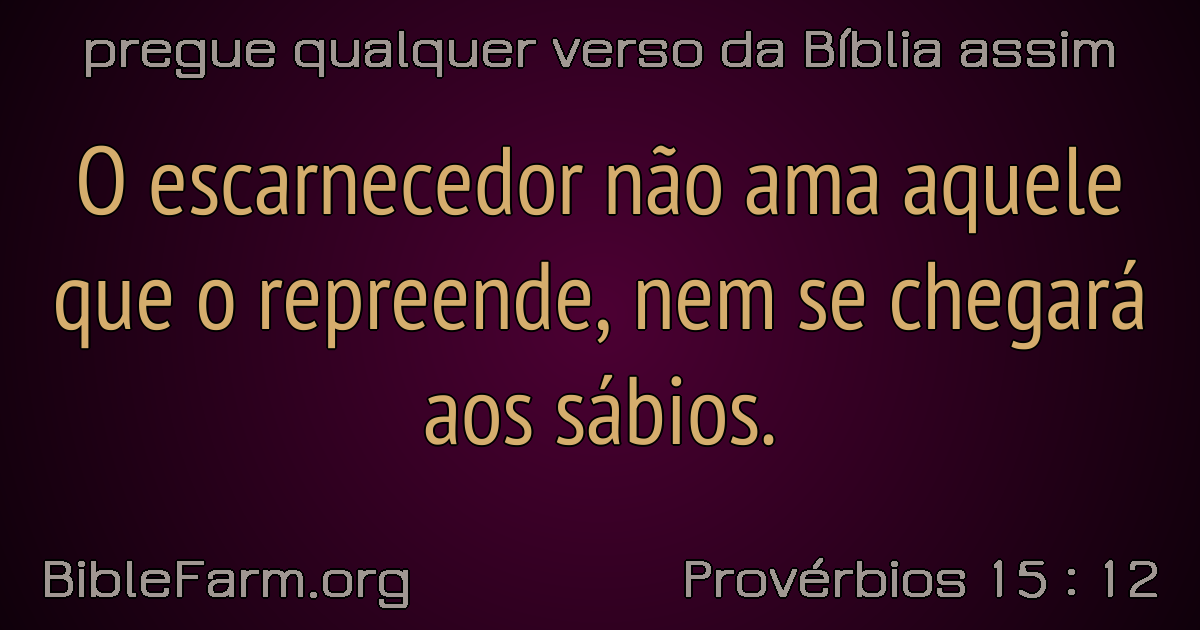 pregue qualquer verso da Bíblia assim
O escarnecedor não ama aquele
que o repreende, nem se chegará
aos sábios.
BibleFarm.org
Provérbios 15 : 12